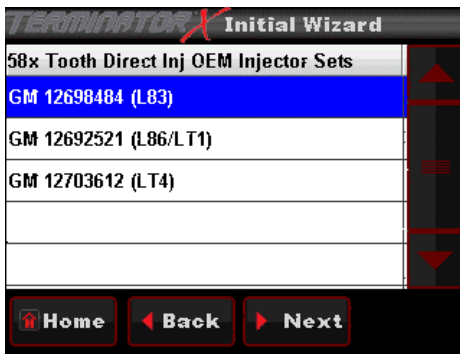 TERMINATOR X Initial Wizard
58x Tooth Direct Inj OEM Injector Sets
GM 12698484 (L83)
GM 12692521 (L86/LT1)
GM 12703612 (LT4)
Home Back Next